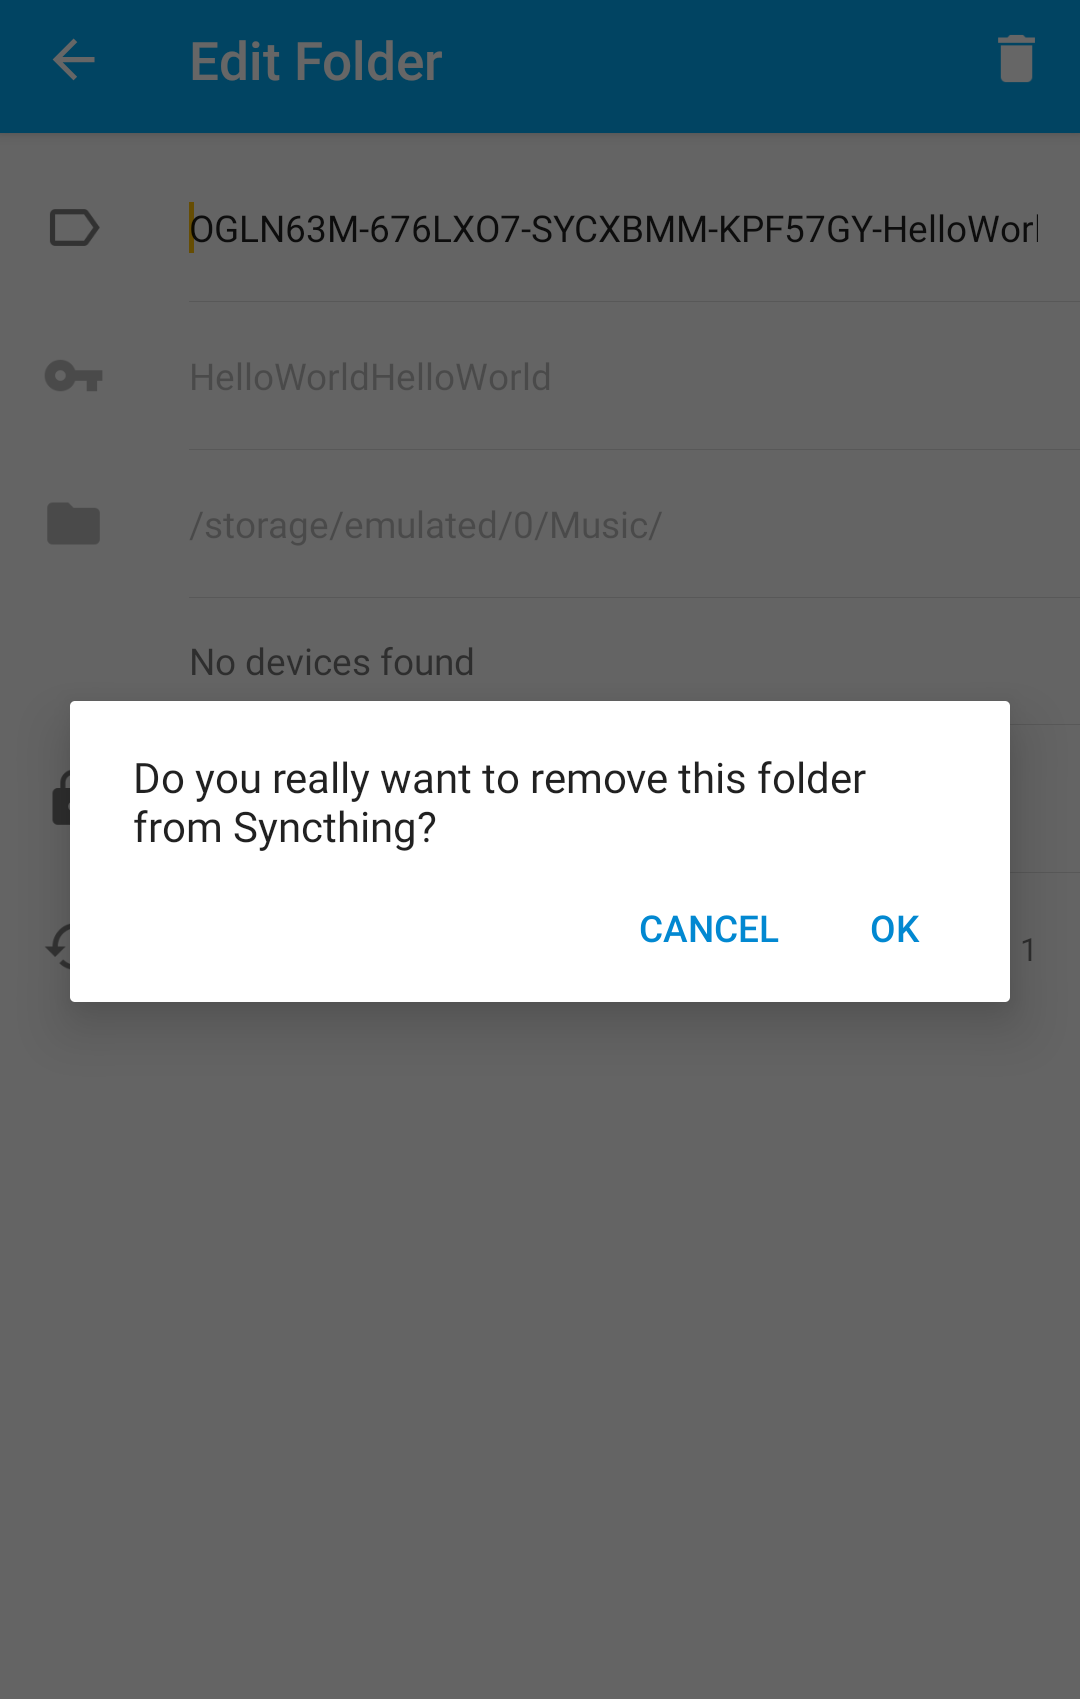 Edit Folder
OGLN63M-676LXO7-SYCXBMM-KPF57GY-HelloWorl
HelloWorldHelloWorld
/storage/emulated/0/Music/
No devices found
Do you really want to remove this folder
from Syncthing?
CANCEL OK
1